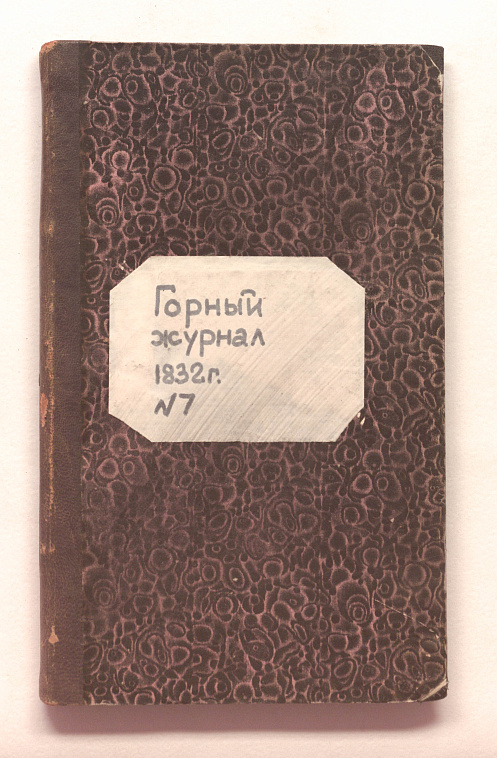 Горный
журнал
1832г.
N7